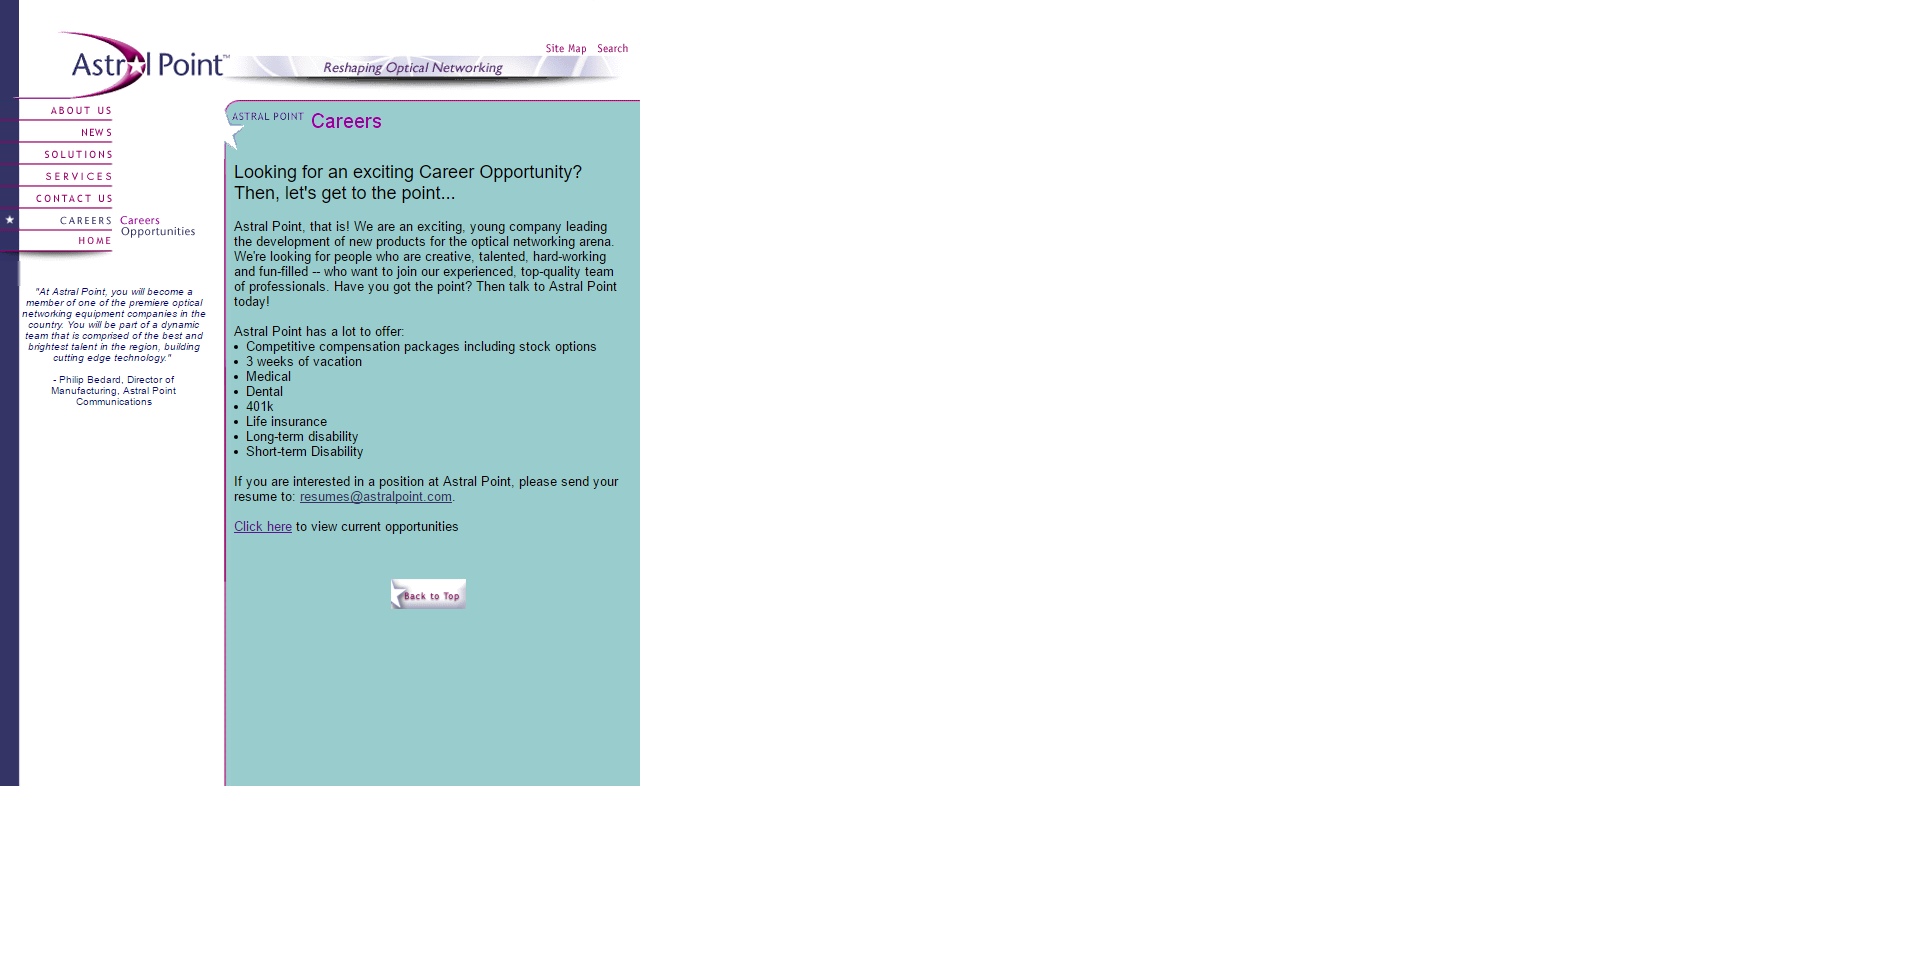 Site Map Search
Astral Point™
Reshaping Optical Networking
ABOUT US
NEWS
SOLUTIONS
SERVICES
CONTACT US
CAREERS
HOME
Careers
Opportunities
"At Astral Point, you will become a
member of one of the premiere optical
networking equipment companies in the
country. You will be part of a dynamic
team that is comprised of the best and
brightest talent in the region, building
cutting edge technology."
- Philip Bedard, Director of
Manufacturing, Astral Point
Communications
ASTRAL POINT Careers
Looking for an exciting Career Opportunity?
Then, let's get to the point...
Astral Point, that is! We are an exciting, young company leading
the development of new products for the optical networking arena.
We're looking for people who are creative, talented, hard-working
and fun-filled -- who want to join our experienced, top-quality team
of professionals. Have you got the point? Then talk to Astral Point
today!
Astral Point has a lot to offer:
• Competitive compensation packages including stock options
• 3 weeks of vacation
• Medical
• Dental
• 401k
• Life insurance
• Long-term disability
• Short-term Disability
If you are interested in a position at Astral Point, please send your
resume to: resumes@astralpoint.com.
Click here to view current opportunities
Back to Top